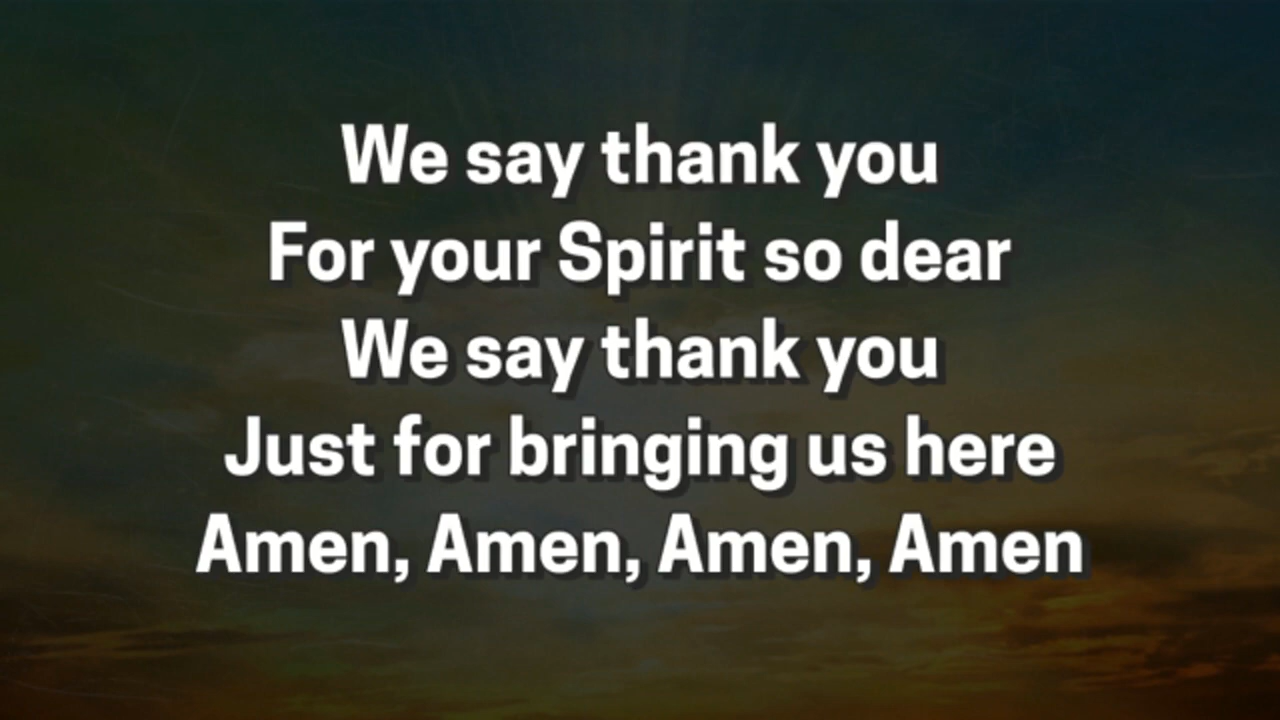 We say thank you
For your Spirit so dear
We say thank you
Just for bringing us here
Amen, Amen, Amen, Amen